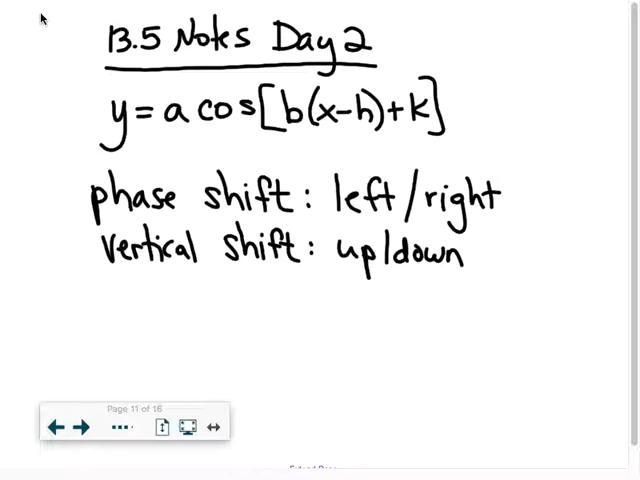 13.5 Notes Day 2
y = a cos[b(x-h)+k]
phase shift: left/right
vertical shift: up/down
Page 11 of 16